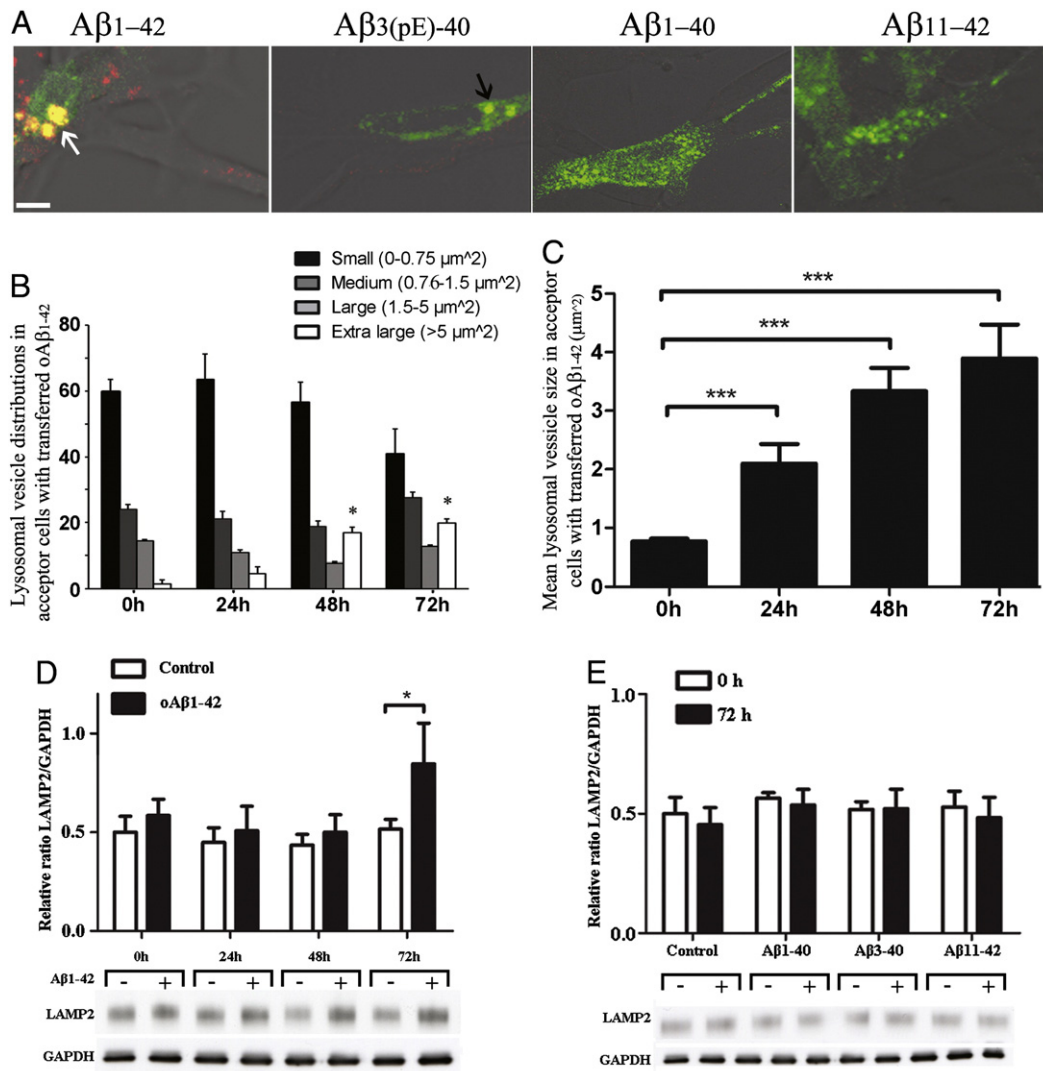 A
Aβ1–42 Aβ3(pE)-40 Aβ1–40 Aβ11–42
B
Small (0-0.75 µm^2)
Medium (0.76-1.5 µm^2)
Large (1.5-5 µm^2)
Extra large (>5 µm^2)
Lysosomal vesicle distributions in
acceptor cells with transferred oAβ1-42
80
60
40
20
0
* *
0h 24h 48h 72h
C
Mean lysosomal vessicle size in acceptor
cells with transferred oAβ1-42 (µm^2)
5
4
3
2
1
0
***
***
***
0h 24h 48h 72h
D
Control
oAβ1-42
Relative ratio LAMP2/GAPDH
1.0
0.5
0.0
*
0h 24h 48h 72h
Aβ1-42 - + - + - + - +
LAMP2
GAPDH
E
0 h
72 h
Relative ratio LAMP2/GAPDH
1.0
0.5
0.0
Control Aβ1-40 Aβ3-40 Aβ11-42
- + - + - + - +
LAMP2
GAPDH